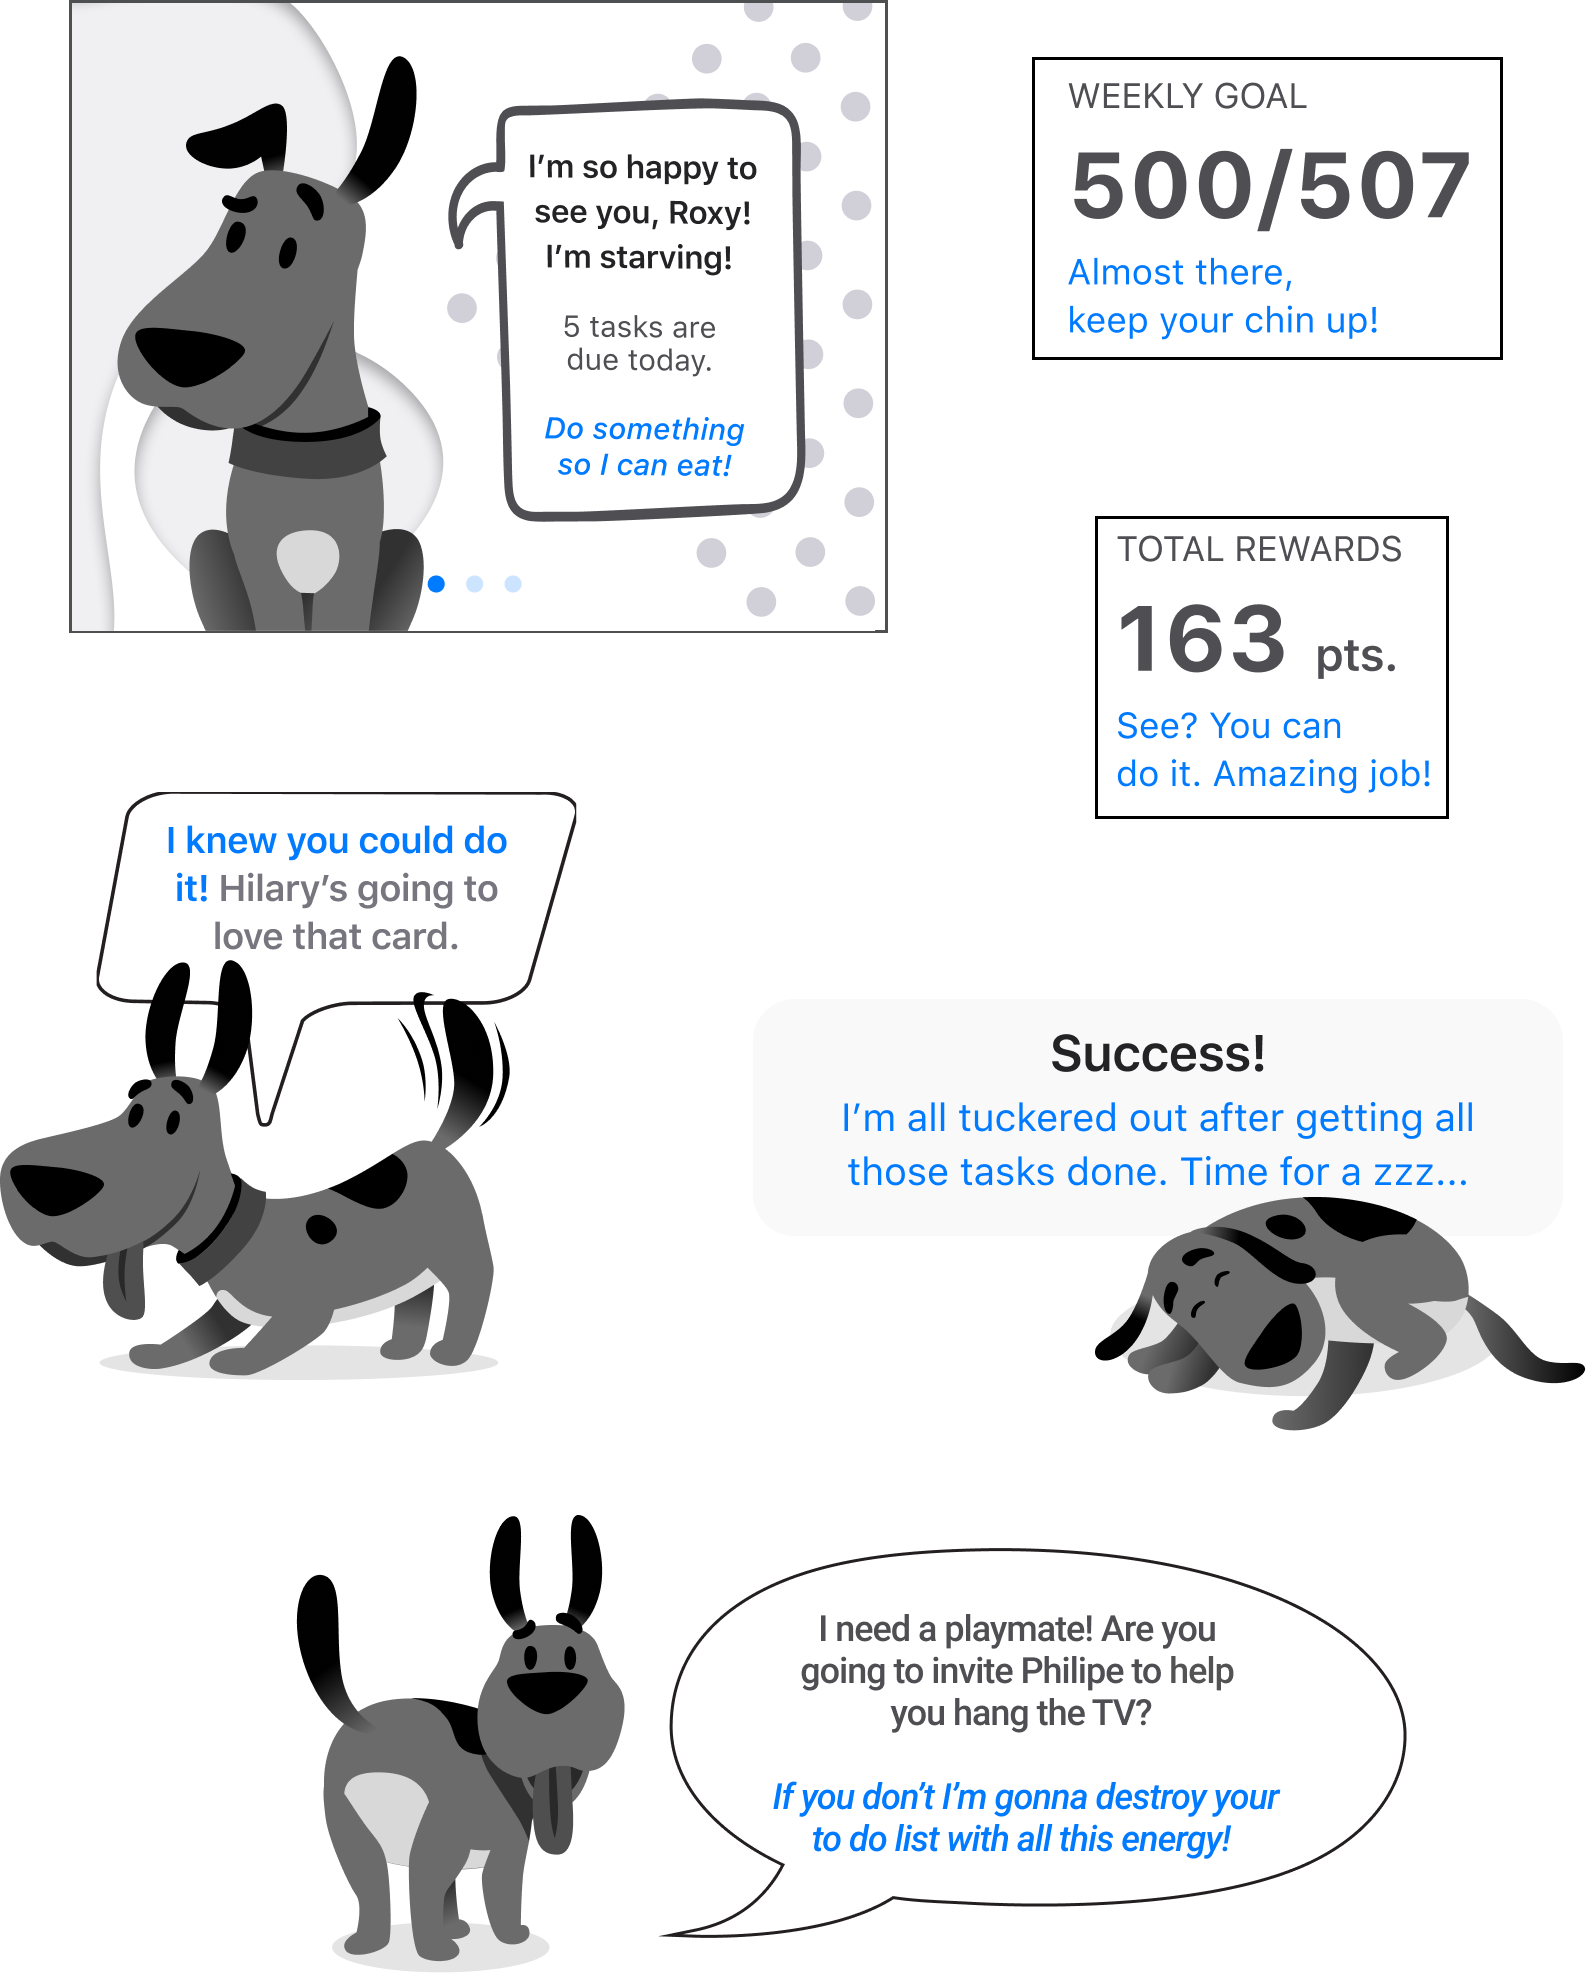 I’m so happy to
see you, Roxy!
I’m starving!
5 tasks are
due today.
Do something
so I can eat!
WEEKLY GOAL
500/507
Almost there,
keep your chin up!
TOTAL REWARDS
163 pts.
See? You can
do it. Amazing job!
I knew you could do
it! Hilary’s going to
love that card.
Success!
I’m all tuckered out after getting all
those tasks done. Time for a zzz...
I need a playmate! Are you
going to invite Philipe to help
you hang the TV?
If you don’t I’m gonna destroy your
to do list with all this energy!